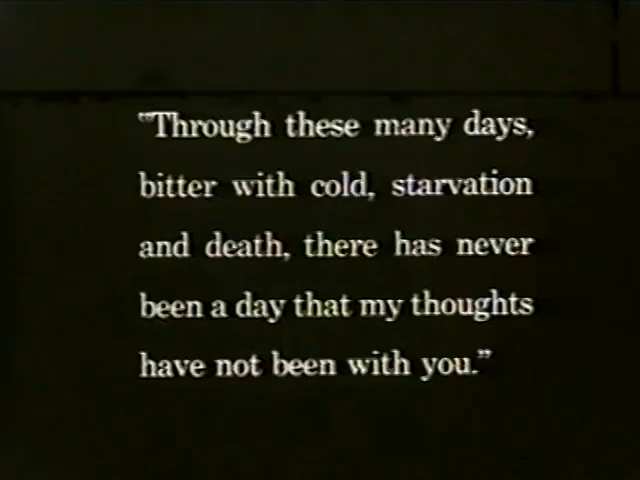 "Through these many days,
bitter with cold, starvation
and death, there has never
been a day that my thoughts
have not been with you."